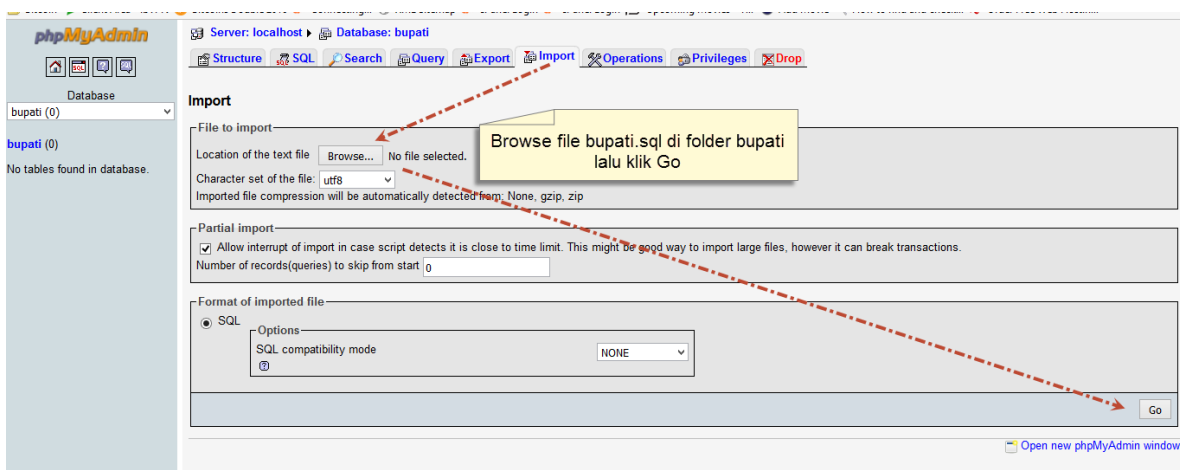 phpMyAdmin
Server: localhost
Database: bupati
Structure
SQL
Search
Query
Export
Import
Operations
Privileges
Drop
SQL
Database
bupati (0)
bupati (0)
No tables found in database.
Import
File to import
Location of the text file Browse... No file selected.
Character set of the file: utf8
Imported file compression will be automatically detected from: None, gzip, zip
Browse file bupati.sql di folder bupati
lalu klik Go
Partial import
Allow interrupt of import in case script detects it is close to time limit. This might be good way to import large files, however it can break transactions.
Number of records(queries) to skip from start 0
Format of imported file
SQL
Options
SQL compatibility mode NONE
Go
Open new phpMyAdmin window